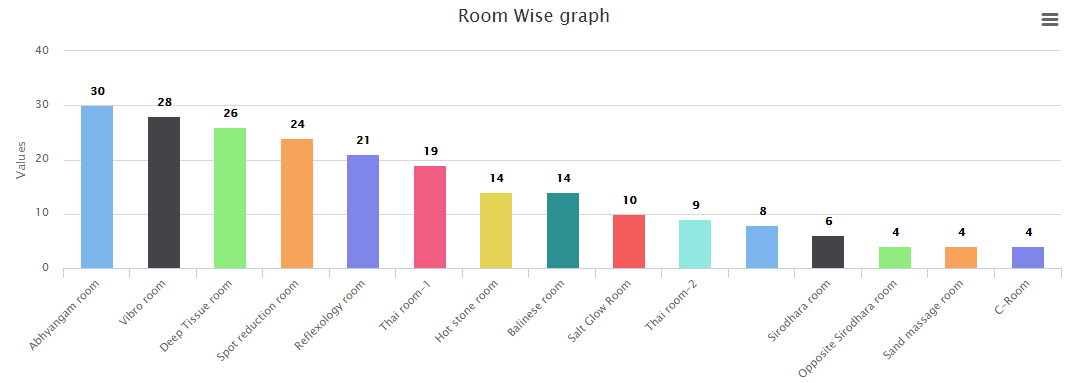 Room Wise graph
Values
40
30
20
10
0
30
28
26
24
21
19
14
14
10
9
8
6
4
4
4
Abhyangam room
Vibro room
Deep Tissue room
Spot reduction room
Reflexology room
Thai room-1
Hot stone room
Balinese room
Salt Glow Room
Thai room-2
Sirodhara room
Opposite Sirodhara room
Sand massage room
C-Room